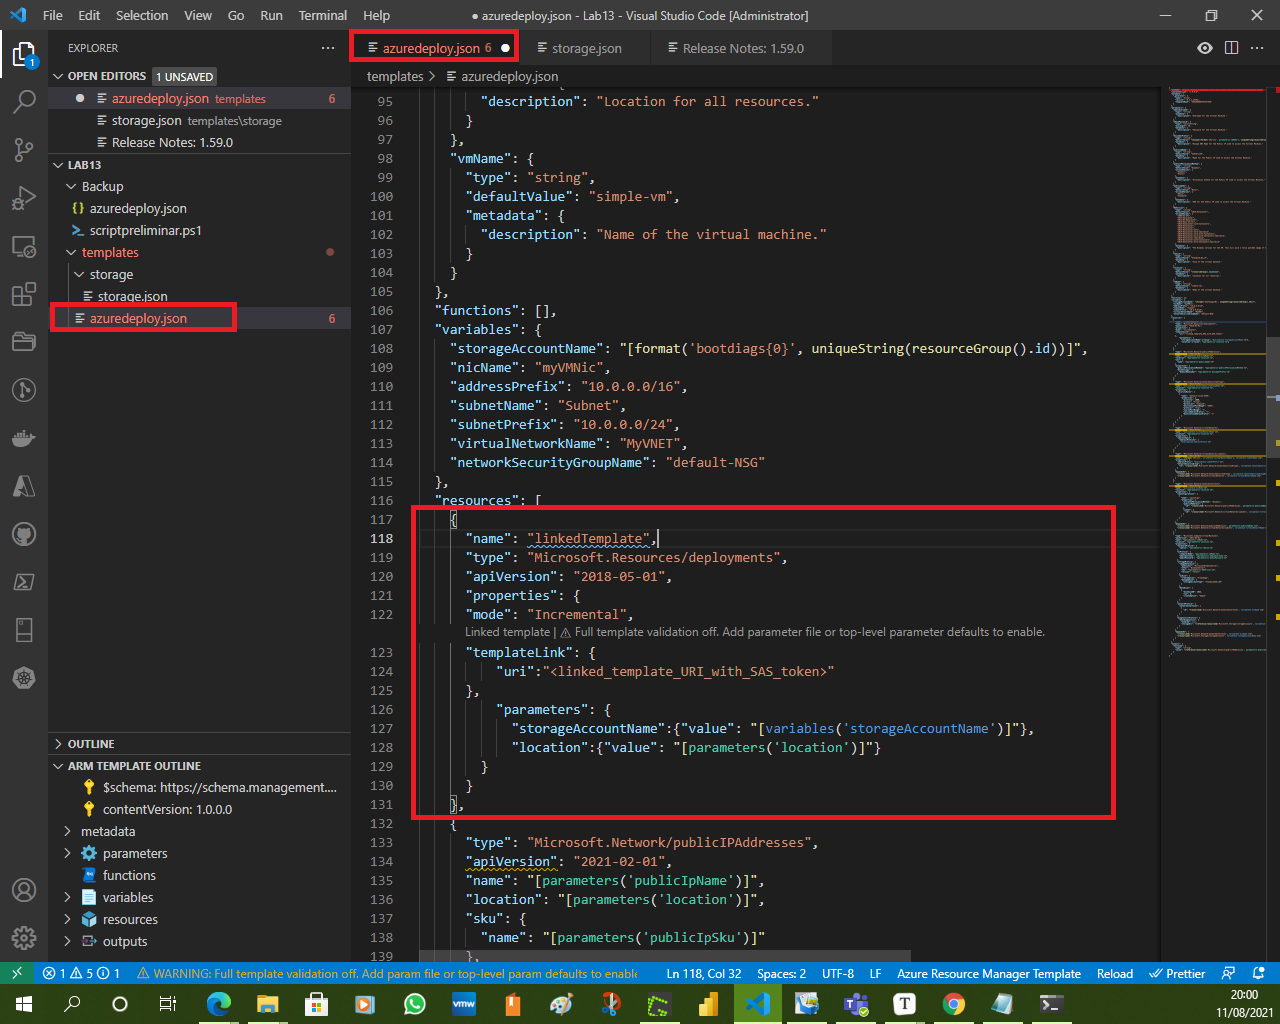 File Edit Selection View Go Run Terminal Help
● azuredeploy.json - Lab13 - Visual Studio Code [Administrator]
EXPLORER
azuredeploy.json 6
storage.json
Release Notes: 1.59.0
OPEN EDITORS 1 UNSAVED
azuredeploy.json templates 6
storage.json templates\storage
Release Notes: 1.59.0
LAB13
Backup
azuredeploy.json
scriptpreliminar.ps1
templates
storage
storage.json
azuredeploy.json 6
OUTLINE
ARM TEMPLATE OUTLINE
$schema: https://schema.management....
contentVersion: 1.0.0.0
metadata
parameters
functions
variables
resources
outputs
templates > azuredeploy.json
95 "description": "Location for all resources."
96 }
97 },
98 "vmName": {
99 "type": "string",
100 "defaultValue": "simple-vm",
101 "metadata": {
102 "description": "Name of the virtual machine."
103 }
104 }
105 },
106 "functions": [],
107 "variables": {
108 "storageAccountName": "[format('bootdiags{0}', uniqueString(resourceGroup().id))]",
109 "nicName": "myVMNic",
110 "addressPrefix": "10.0.0.0/16",
111 "subnetName": "Subnet",
112 "subnetPrefix": "10.0.0.0/24",
113 "virtualNetworkName": "MyVNET",
114 "networkSecurityGroupName": "default-NSG"
115 },
116 "resources": [
117 {
118 "name": "linkedTemplate",
119 "type": "Microsoft.Resources/deployments",
120 "apiVersion": "2018-05-01",
121 "properties": {
122 "mode": "Incremental",
Linked template | ⚠ Full template validation off. Add parameter file or top-level parameter defaults to enable.
123 "templateLink": {
124 "uri":"<linked_template_URI_with_SAS_token>"
125 },
126 "parameters": {
127 "storageAccountName":{"value": "[variables('storageAccountName')]"},
128 "location":{"value": "[parameters('location')]"}
129 }
130 }
131 },
132 {
133 "type": "Microsoft.Network/publicIPAddresses",
134 "apiVersion": "2021-02-01",
135 "name": "[parameters('publicIpName')]",
136 "location": "[parameters('location')]",
137 "sku": {
138 "name": "[parameters('publicIpSku')]"
139 },
1 5 1 WARNING: Full template validation off. Add param file or top-level param defaults to enable
Ln 118, Col 32 Spaces: 2 UTF-8 LF Azure Resource Manager Template Reload Prettier
vmw T
20:00
11/08/2021